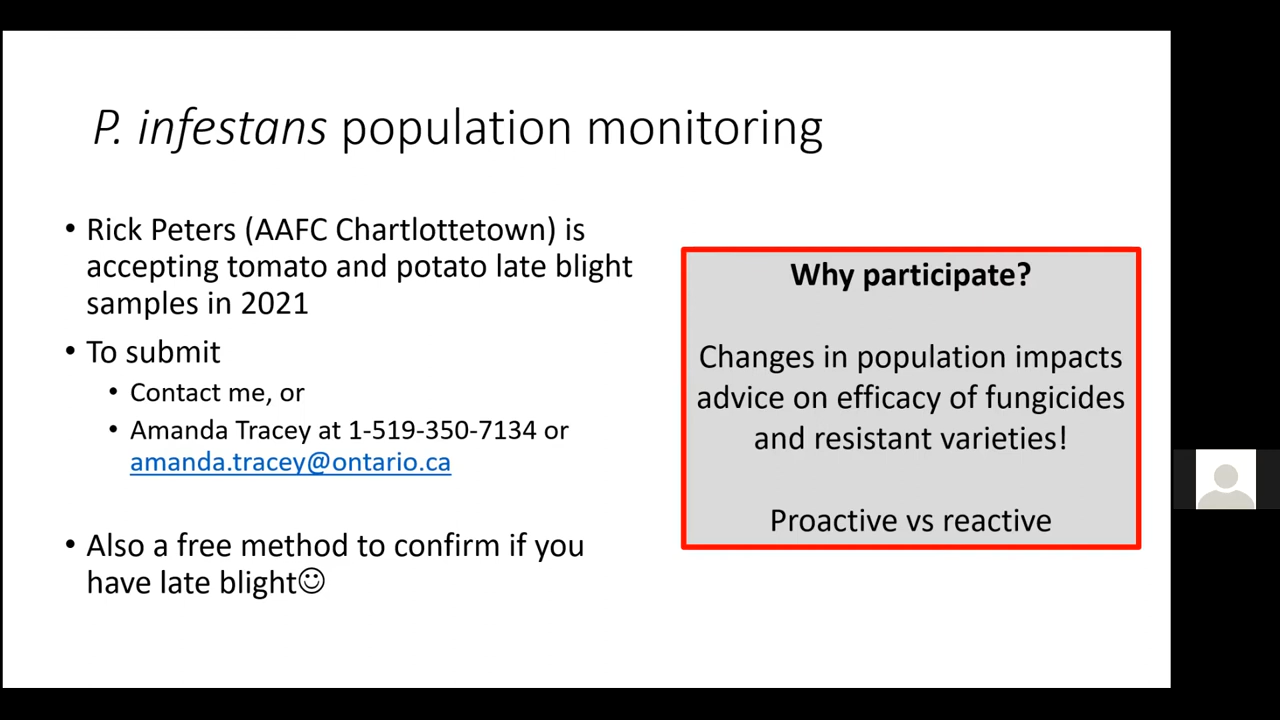 P. infestans population monitoring
• Rick Peters (AAFC Chartlottetown) is
accepting tomato and potato late blight
samples in 2021
• To submit
• Contact me, or
• Amanda Tracey at 1-519-350-7134 or
amanda.tracey@ontario.ca
• Also a free method to confirm if you
have late blight☺
Why participate?
Changes in population impacts
advice on efficacy of fungicides
and resistant varieties!
Proactive vs reactive